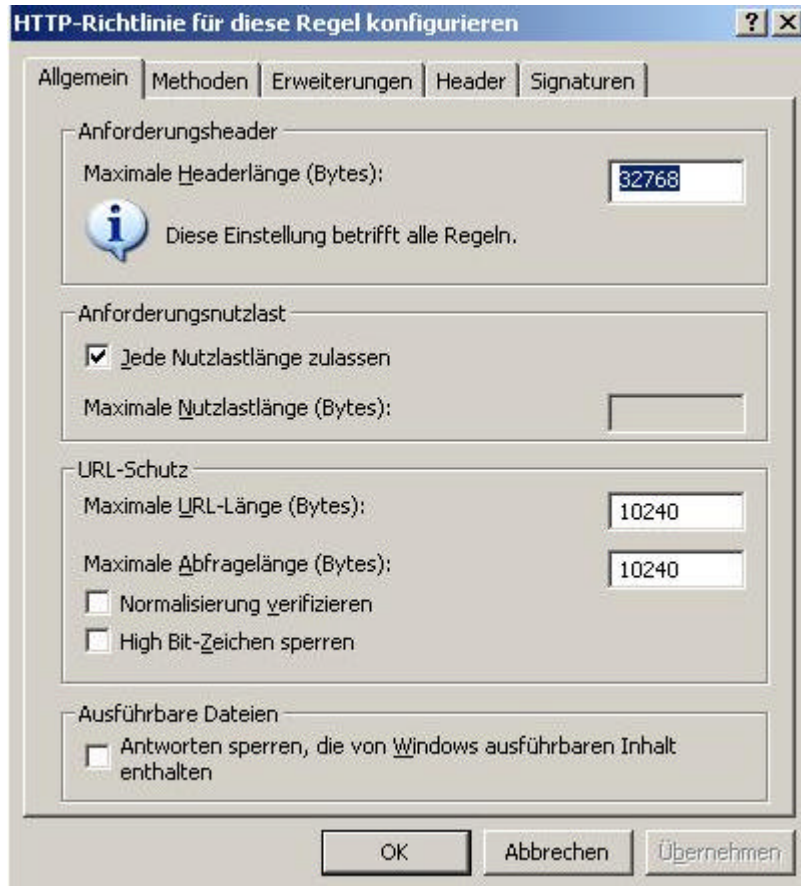 HTTP-Richtlinie für diese Regel konfigurieren
Allgemein Methoden Erweiterungen Header Signaturen
Anforderungsheader
Maximale Headerlänge (Bytes): 32768
Diese Einstellung betrifft alle Regeln.
Anforderungsnutzlast
Jede Nutzlastlänge zulassen
Maximale Nutzlastlänge (Bytes):
URL-Schutz
Maximale URL-Länge (Bytes): 10240
Maximale Abfragelänge (Bytes): 10240
Normalisierung verifizieren
High Bit-Zeichen sperren
Ausführbare Dateien
Antworten sperren, die von Windows ausführbaren Inhalt
enthalten
OK Abbrechen Übernehmen